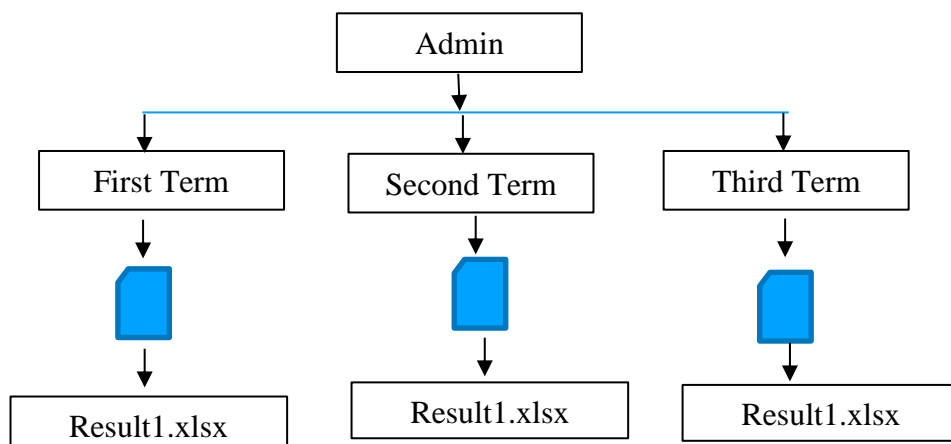 Admin
First Term
Second Term
Third Term
Result1.xlsx
Result1.xlsx
Result1.xlsx